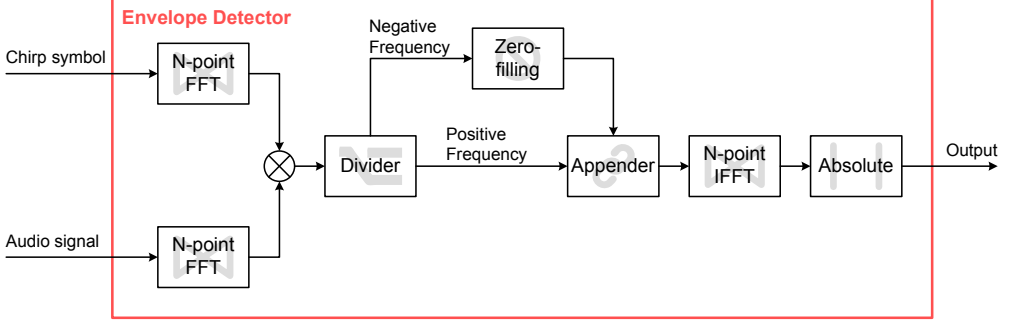 Envelope Detector
Chirp symbol
N-point
FFT
Negative
Frequency
Zero-
filling
Divider
Positive
Frequency
Appender
N-point
IFFT
Absolute
Output
Audio signal
N-point
FFT